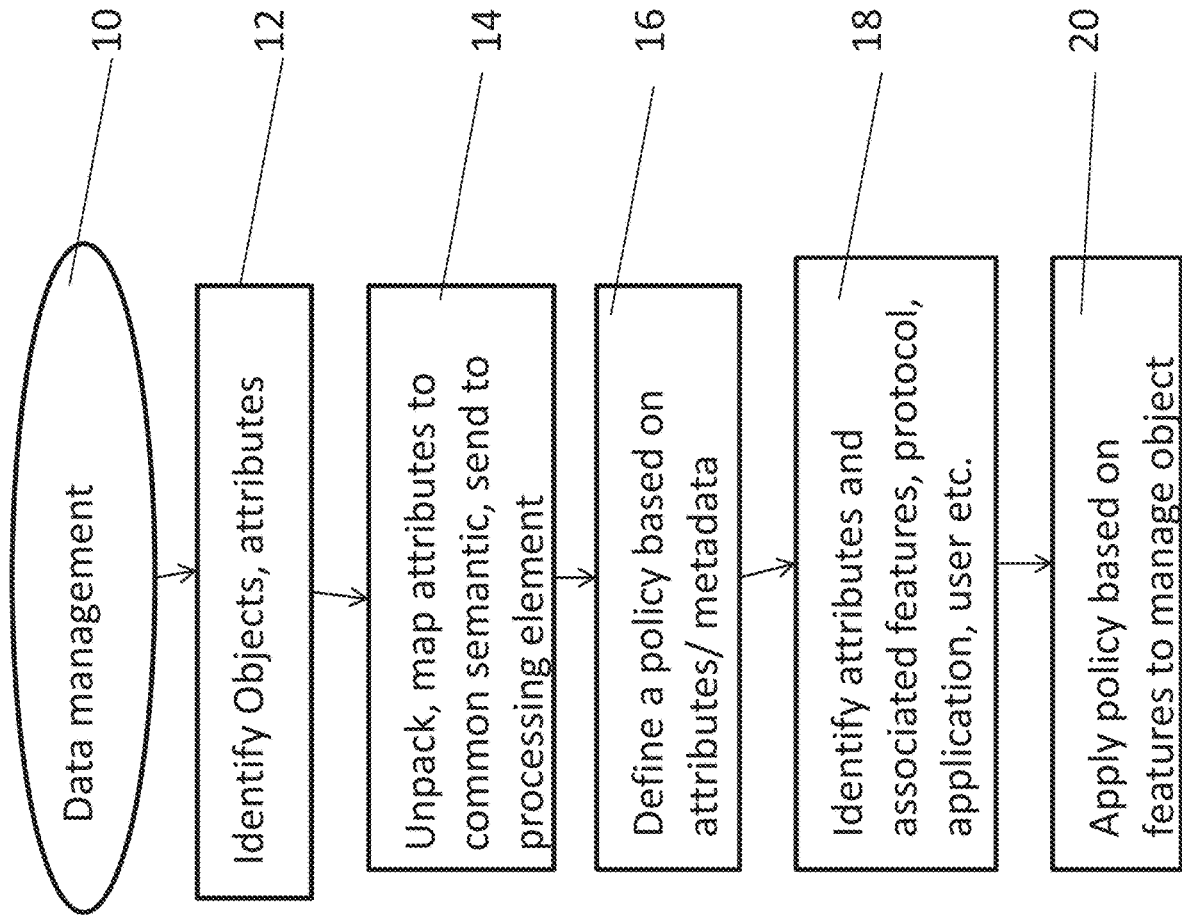 Data management
10
Identify Objects, attributes
12
Unpack, map attributes to
common semantic, send to
processing element
14
Define a policy based on
attributes/ metadata
16
Identify attributes and
associated features, protocol,
application, user etc.
18
Apply policy based on
features to manage object
20